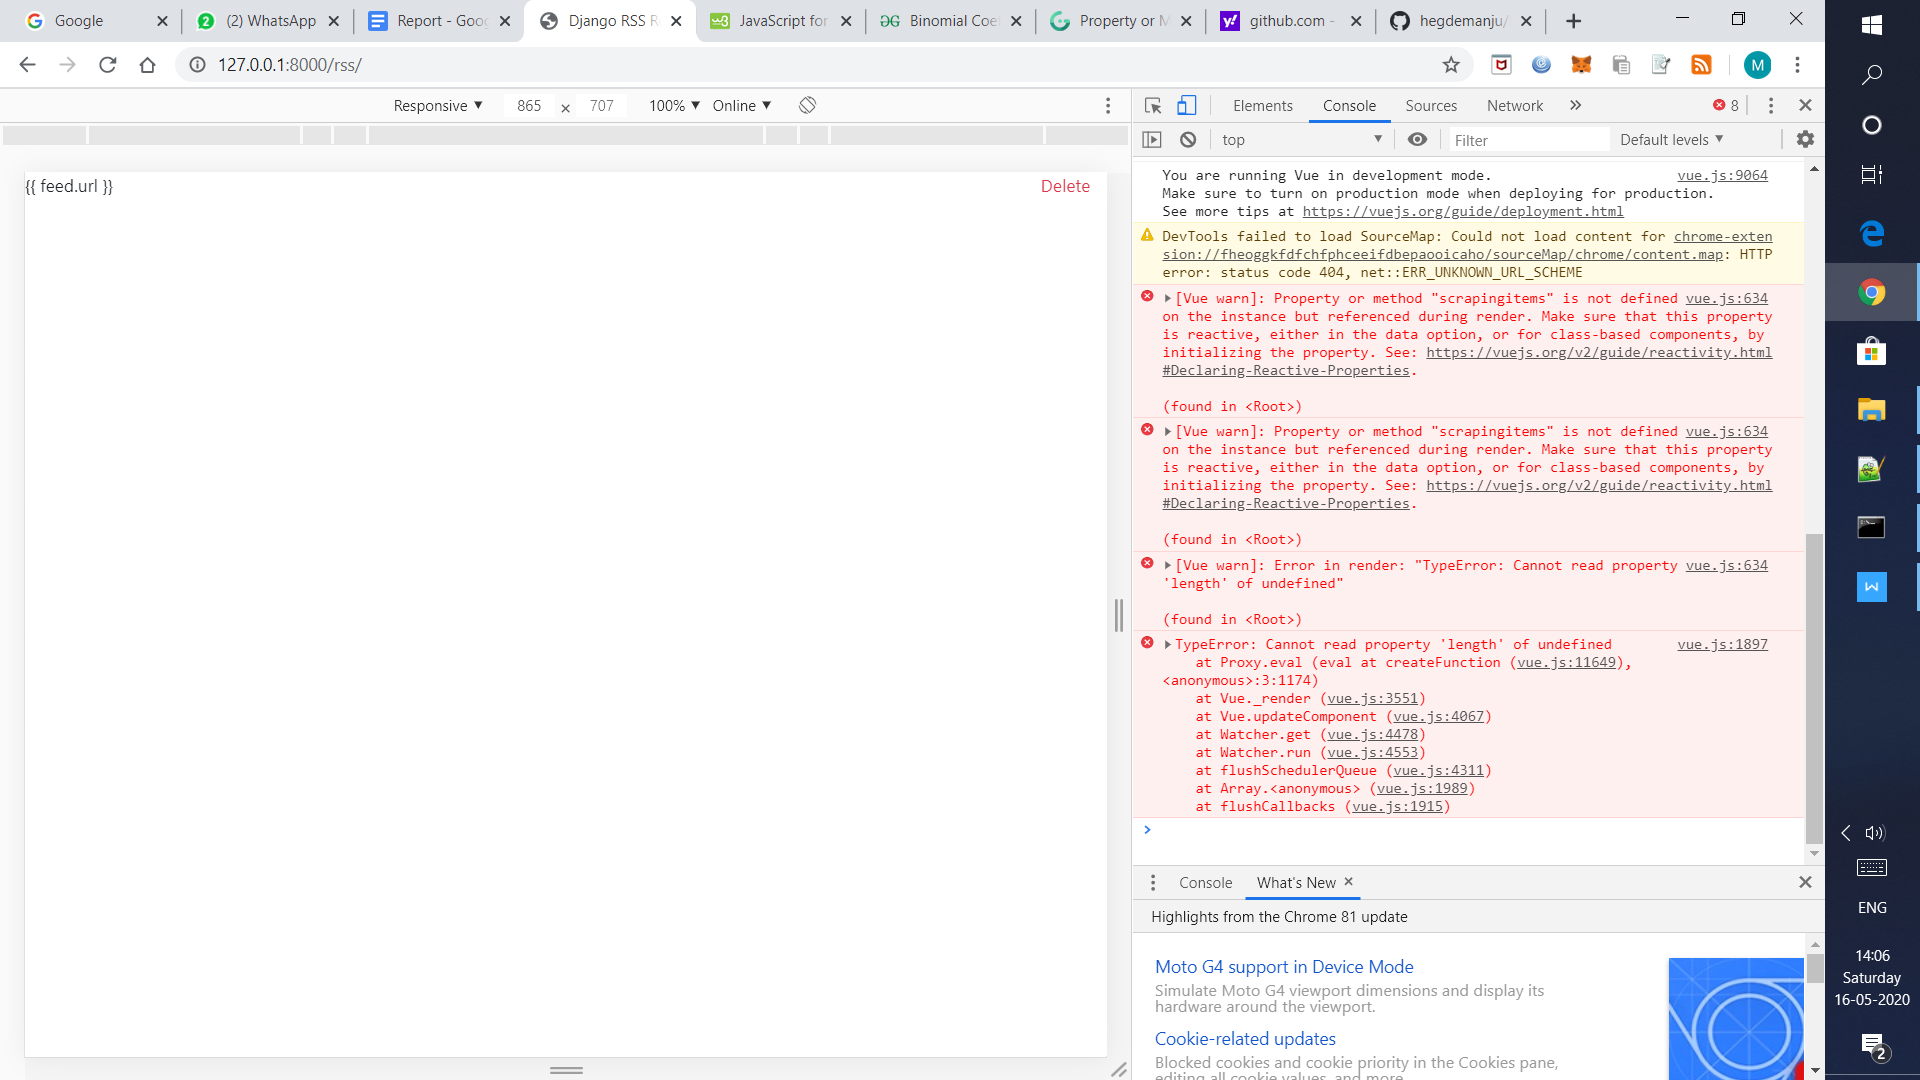 Google
(2) WhatsApp
Report - Goog
Django RSS R
JavaScript for
Binomial Coe
Property or M
github.com -
hegdemanju/
127.0.0.1:8000/rss/
M
Responsive ▼ 865 x 707 100% ▼ Online ▼
Elements Console Sources Network » 8
top ▼ Filter Default levels ▼
{{ feed.url }} Delete
You are running Vue in development mode. vue.js:9064
Make sure to turn on production mode when deploying for production.
See more tips at https://vuejs.org/guide/deployment.html
DevTools failed to load SourceMap: Could not load content for chrome-exten
sion://fheoggkfdfchfphceeifdbepaooicaho/sourceMap/chrome/content.map: HTTP
error: status code 404, net::ERR_UNKNOWN_URL_SCHEME
[Vue warn]: Property or method "scrapingitems" is not defined vue.js:634
on the instance but referenced during render. Make sure that this property
is reactive, either in the data option, or for class-based components, by
initializing the property. See: https://vuejs.org/v2/guide/reactivity.html
#Declaring-Reactive-Properties.
(found in <Root>)
[Vue warn]: Property or method "scrapingitems" is not defined vue.js:634
on the instance but referenced during render. Make sure that this property
is reactive, either in the data option, or for class-based components, by
initializing the property. See: https://vuejs.org/v2/guide/reactivity.html
#Declaring-Reactive-Properties.
(found in <Root>)
[Vue warn]: Error in render: "TypeError: Cannot read property vue.js:634
'length' of undefined"
(found in <Root>)
TypeError: Cannot read property 'length' of undefined vue.js:1897
at Proxy.eval (eval at createFunction (vue.js:11649),
<anonymous>:3:1174)
at Vue._render (vue.js:3551)
at Vue.updateComponent (vue.js:4067)
at Watcher.get (vue.js:4478)
at Watcher.run (vue.js:4553)
at flushSchedulerQueue (vue.js:4311)
at Array.<anonymous> (vue.js:1989)
at flushCallbacks (vue.js:1915)
Console What's New
Highlights from the Chrome 81 update
Moto G4 support in Device Mode
Simulate Moto G4 viewport dimensions and display its
hardware around the viewport.
Cookie-related updates
Blocked cookies and cookie priority in the Cookies pane,
editing all cookie values, and more
ENG
14:06
Saturday
16-05-2020
2